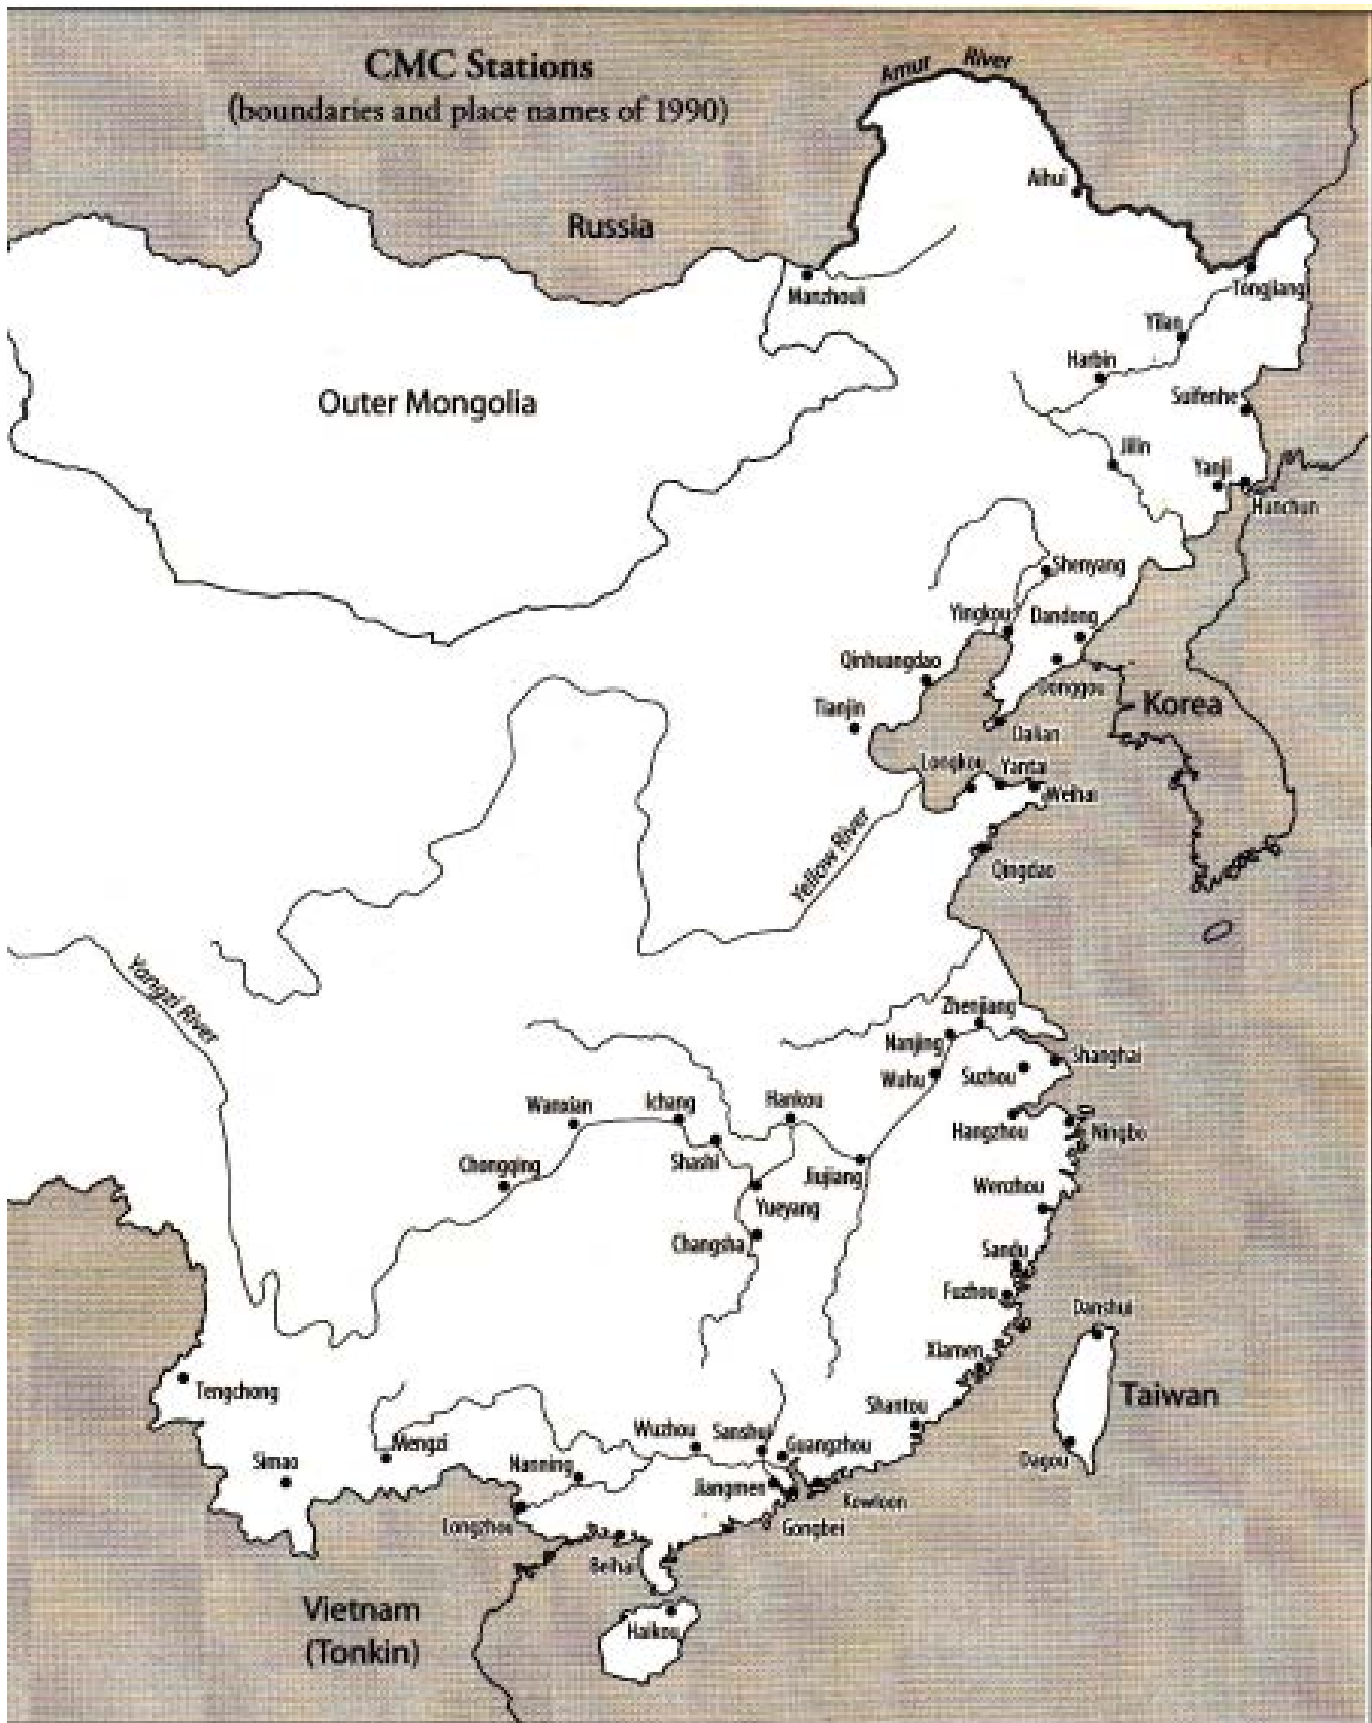 CMC Stations
(boundaries and place names of 1990)
Amur River
Aihui
Russia
Manzhouli
Tongjiang
Yilan
Harbin
Outer Mongolia
Suifenhe
Jilin
Yanji
Hunchun
Shenyang
Yingkou
Dandong
Qinhuangdao
Donggou
Korea
Tianjin
Dalian
Longkou
Yantai
Weihai
Yellow River
Qingdao
Yangzi River
Zhenjiang
Nanjing
Shanghai
Wuhu
Suzhou
Wanxian
Ichang
Hankou
Hangzhou
Ningbo
Chongqing
Shashi
Jiujiang
Wenzhou
Yueyang
Changsha
Sandu
Fuzhou
Danshui
Xiamen
Tengchong
Taiwan
Shantou
Mengzi
Wuzhou
Sanshui
Guangzhou
Simao
Nanning
Dagou
Jiangmen
Kowloon
Longzhou
Gongbei
Beihai
Vietnam
(Tonkin)
Haikou